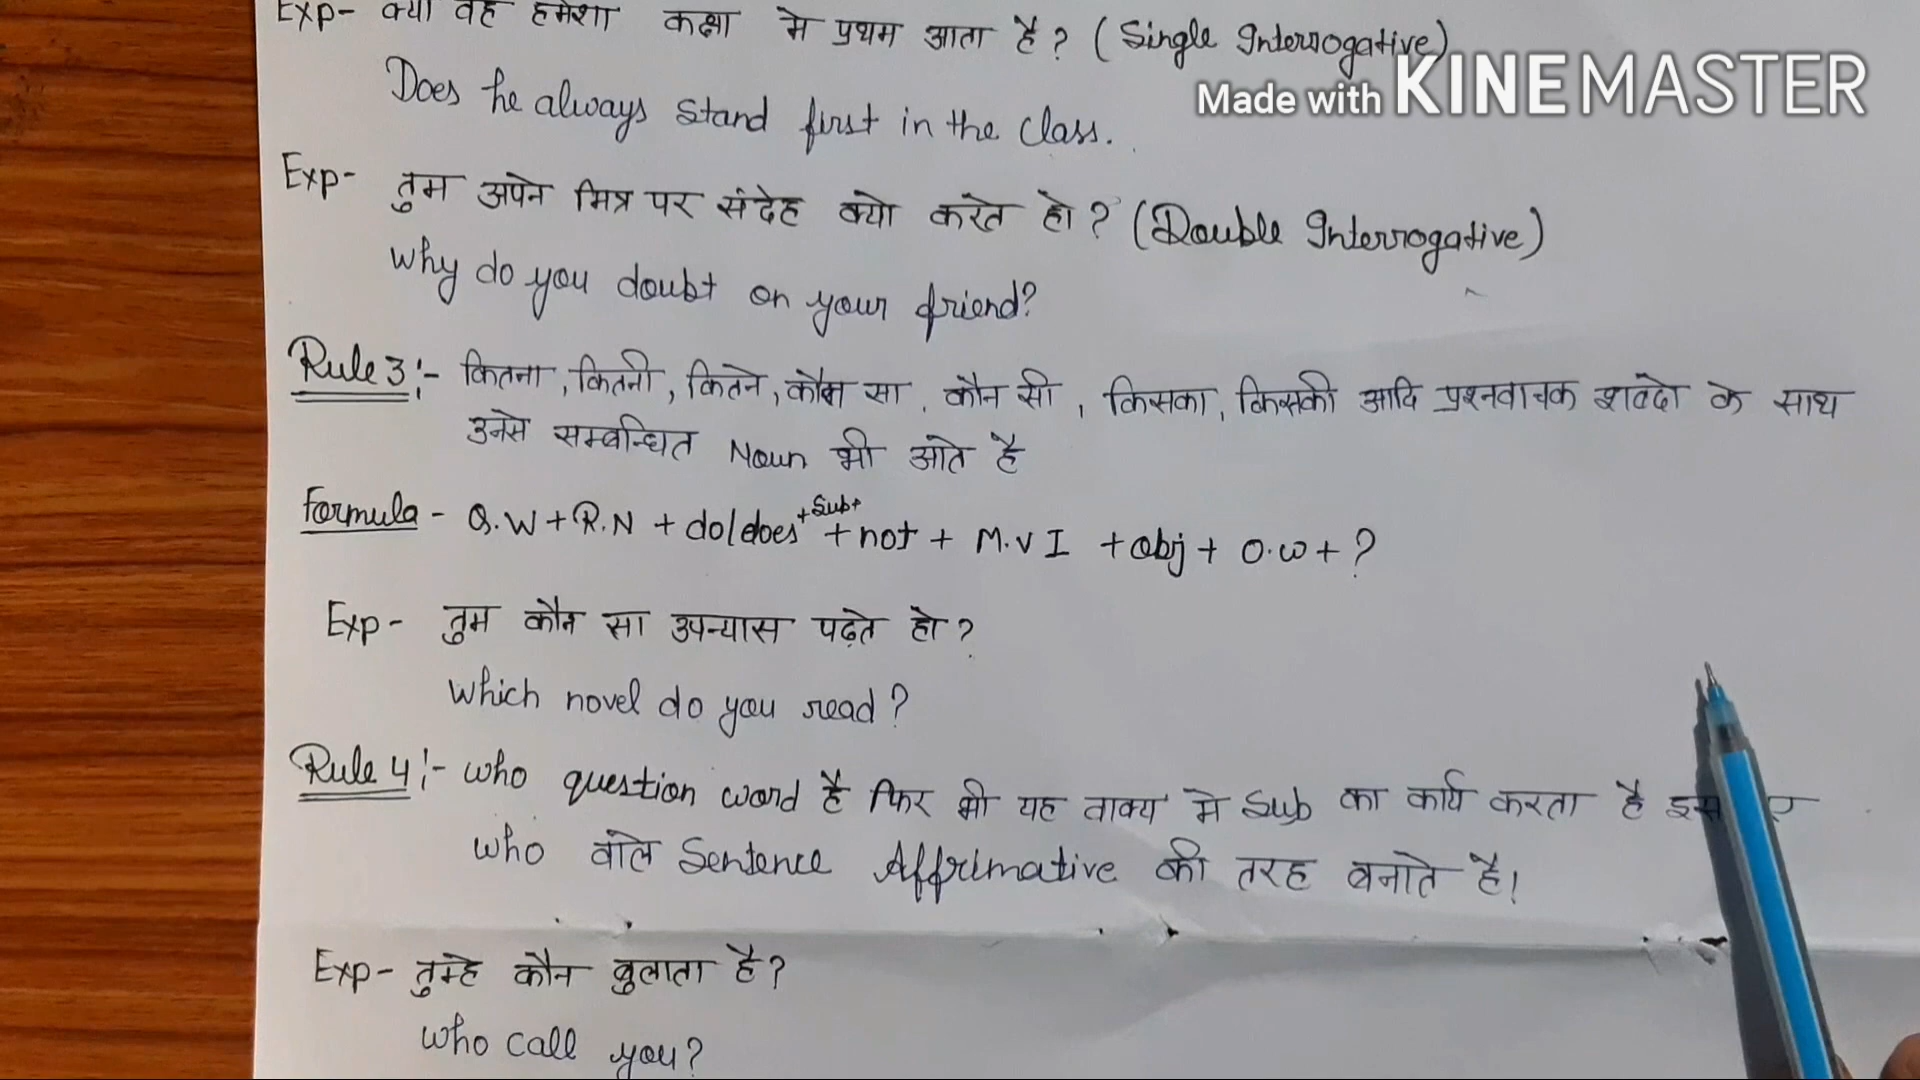 Exp- क्या वह हमेशा कक्षा मे प्रथम आता है? (Single Interrogative)
Made with KINEMASTER
Does he always stand first in the class.
Exp- तुम अपने मित्र पर संदेह क्यो करते हो? (Double Interrogative)
Why do you doubt on your friend?
Rule 3:- कितना, कितनी, कितने, कौन सा, कौन सी, किसका, किसकी आदि प्रश्नवाचक शब्दो के साथ
उनसे सम्बन्धित Noun भी आते है
Formula - Q.W + R.N + do/does + Sub + + not + M.V I + obj + O.W + ?
Exp- तुम कौन सा उपन्यास पढ़ते हो?
Which novel do you read?
Rule 4:- who question word है फिर भी यह वाक्य मे Sub का कार्य करता है
who वाले Sentence Affrimative की तरह बनाते है।
Exp- तुम्हे कौन बुलाता है?
Who call you?